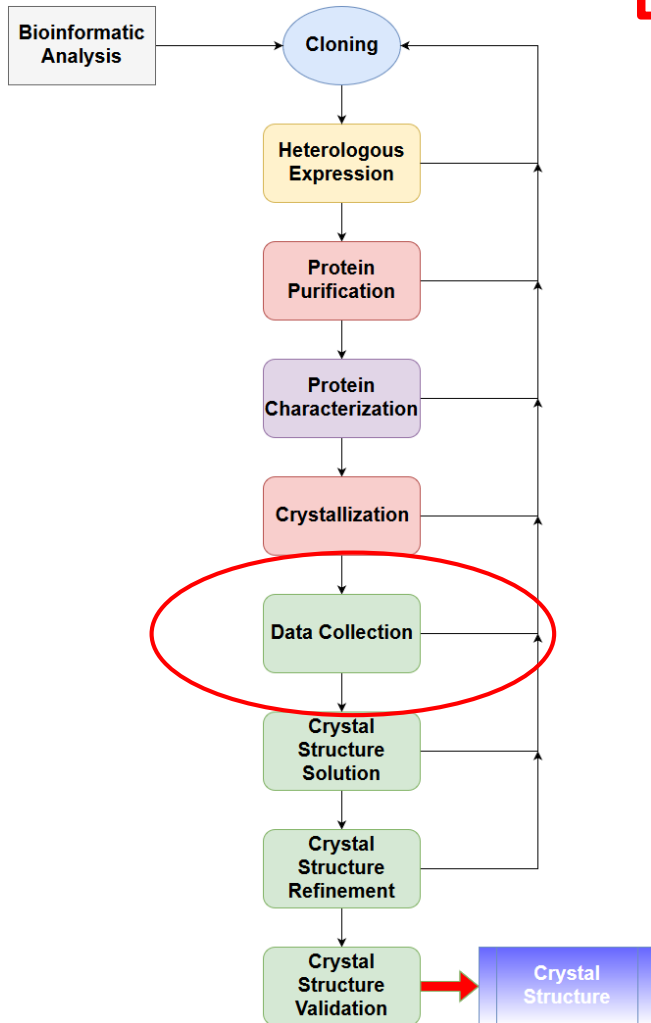 Bioinformatic
Analysis
Cloning
Heterologous
Expression
Protein
Purification
Protein
Characterization
Crystallization
Data Collection
Crystal
Structure
Solution
Crystal
Structure
Refinement
Crystal
Structure
Validation
Crystal
Structure